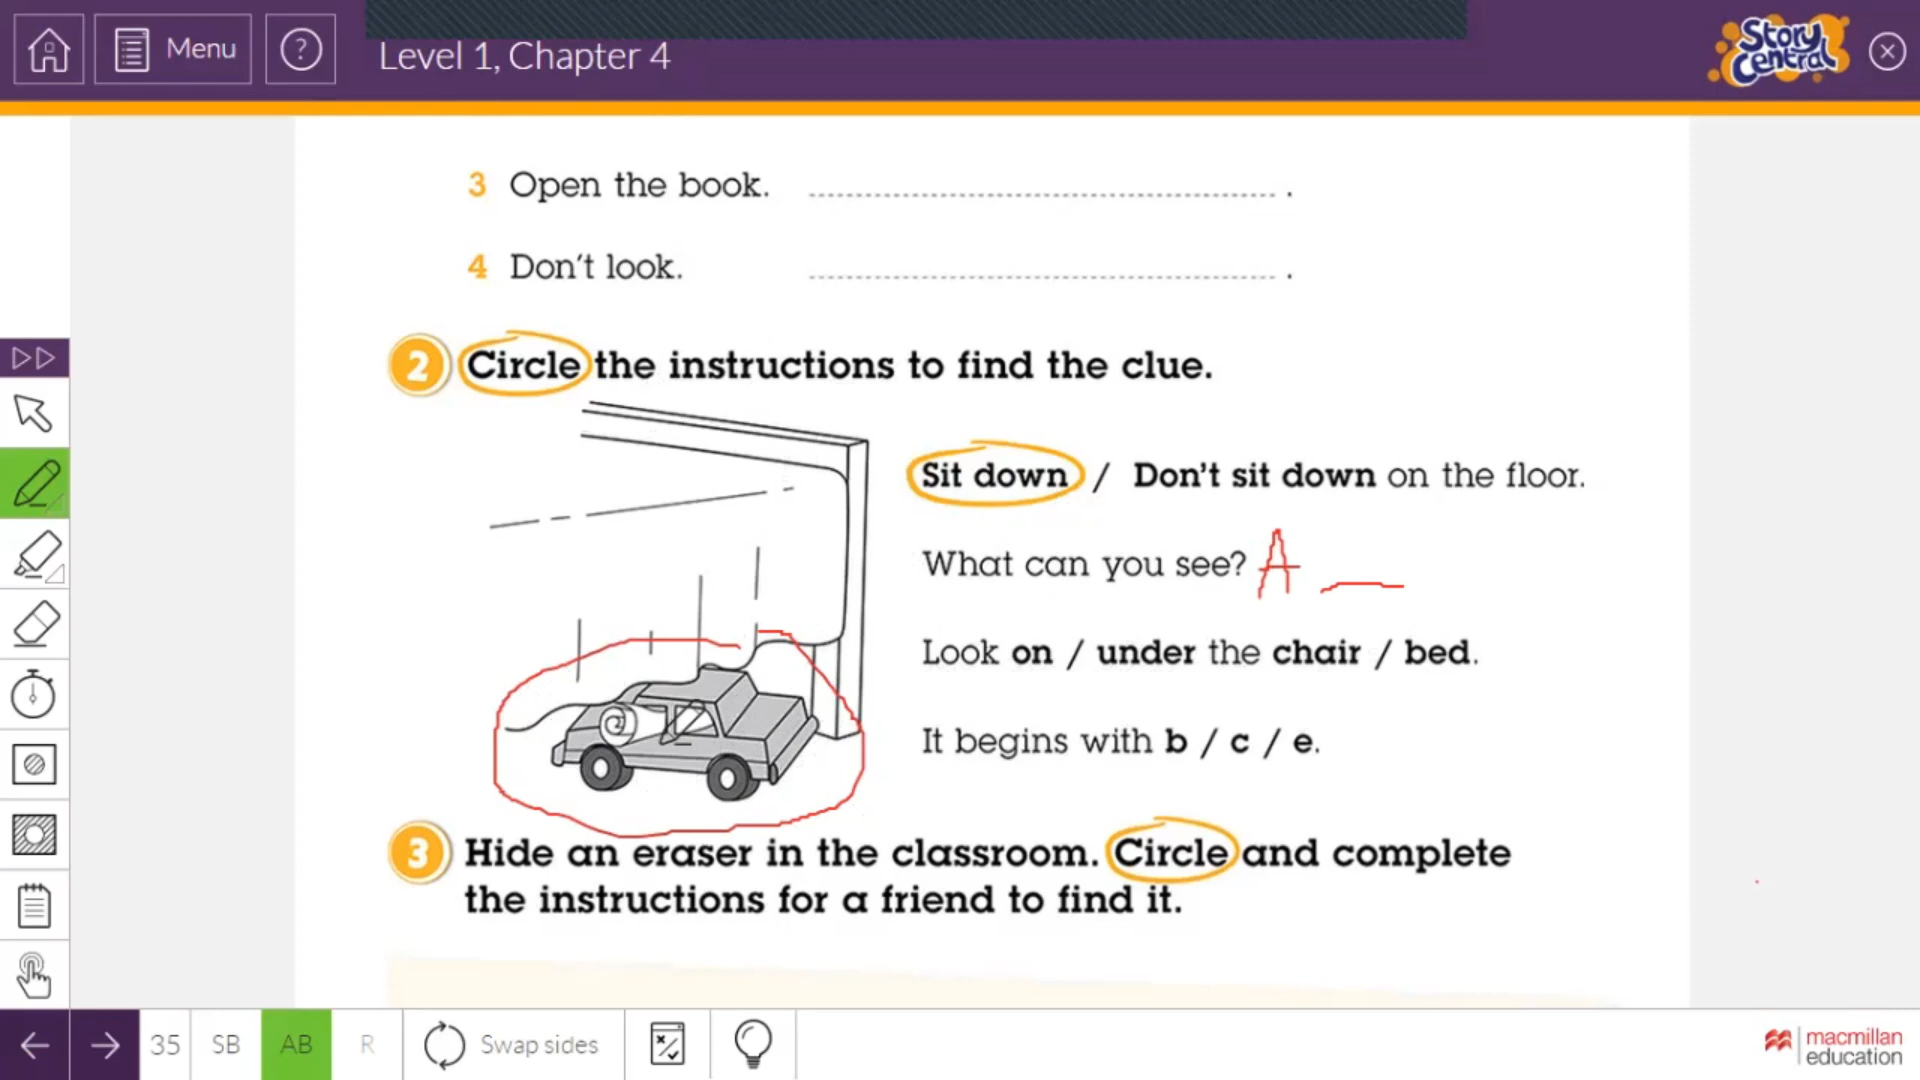 Menu
?
Level 1, Chapter 4
Story Central
3 Open the book. .
4 Don't look. .
2 Circle the instructions to find the clue.
Sit down / Don't sit down on the floor.
What can you see? A
Look on / under the chair / bed.
It begins with b / c / e.
3 Hide an eraser in the classroom. Circle and complete
the instructions for a friend to find it.
35 SB AB R Swap sides
macmillan
education